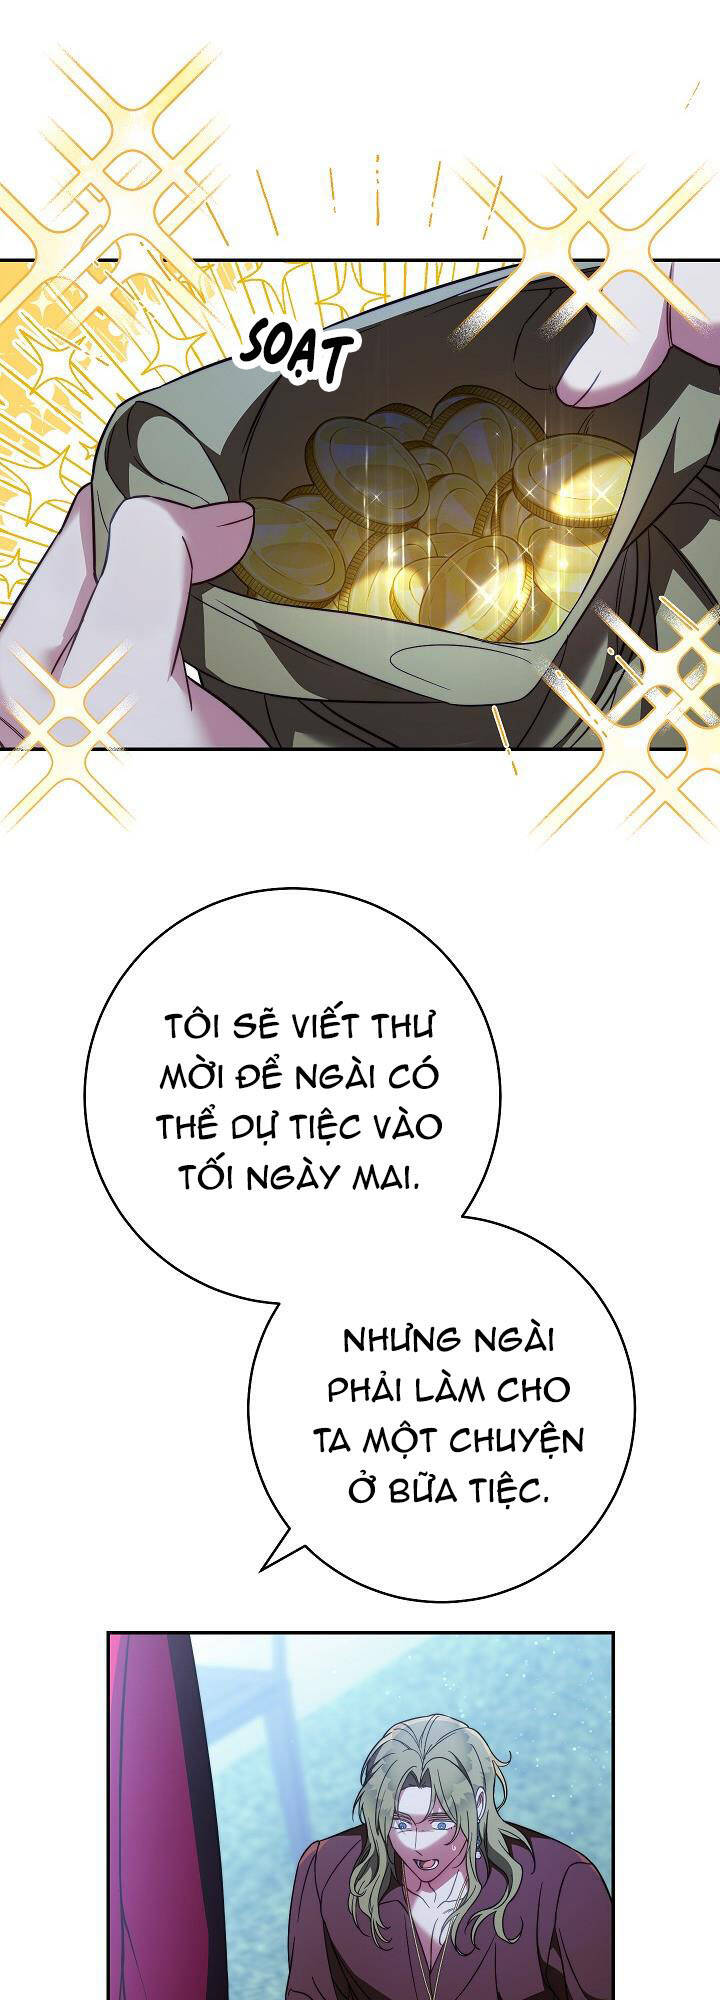 SOẠT
TÔI SẼ VIẾT THƯ
MỜI ĐỂ NGÀI CÓ
THỂ DỰ TIỆC VÀO
TỐI NGÀY MAI.
NHƯNG NGÀI
PHẢI LÀM CHO
TA MỘT CHUYỆN
Ở BỮA TIỆC.